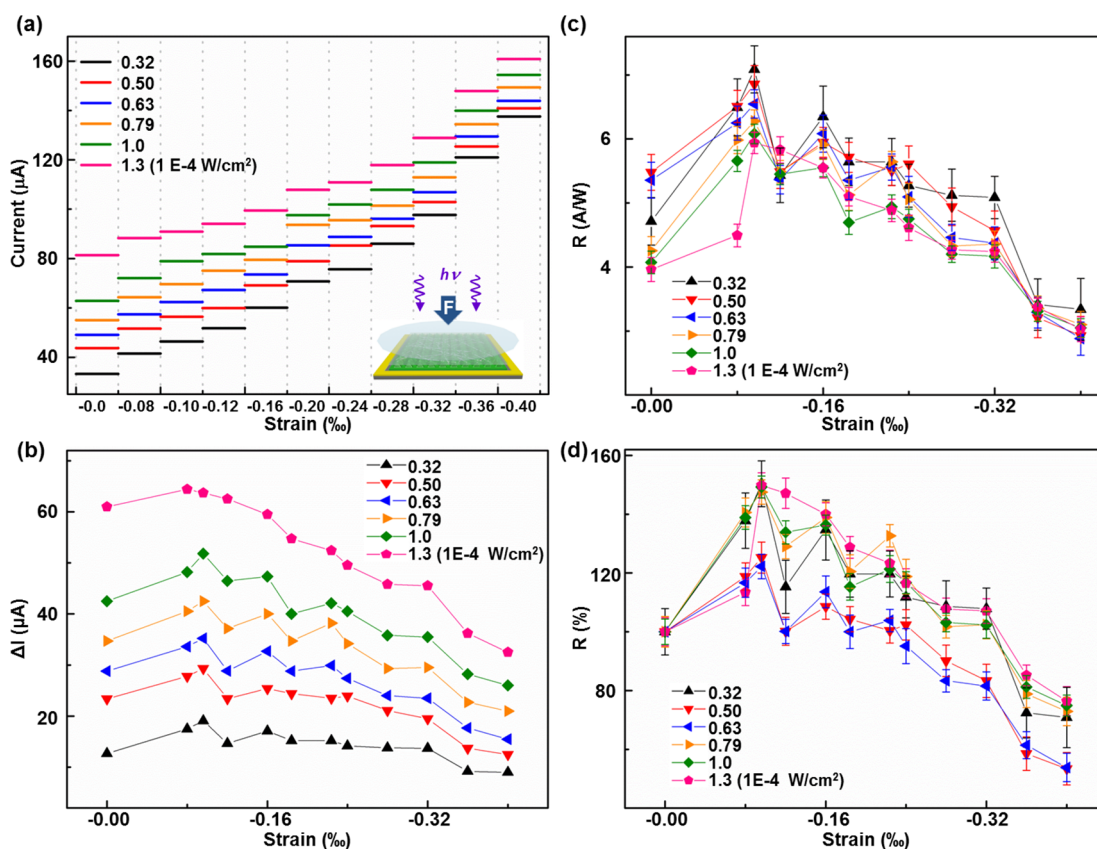 (a)
Current (μA)
160
120
80
40
0.32
0.50
0.63
0.79
1.0
1.3 (1 E-4 W/cm²)
hν
F
-0.0 -0.08 -0.10 -0.12 -0.16 -0.20 -0.24 -0.28 -0.32 -0.36 -0.40
Strain (‰)
(c)
R (A/W)
6
4
0.32
0.50
0.63
0.79
1.0
1.3 (1 E-4 W/cm²)
-0.00 -0.16 -0.32
Strain (‰)
(b)
ΔI (μA)
60
40
20
0.32
0.50
0.63
0.79
1.0
1.3 (1E-4 W/cm²)
-0.00 -0.16 -0.32
Strain (‰)
(d)
R (%)
160
120
80
0.32
0.50
0.63
0.79
1.0
1.3 (1E-4 W/cm²)
-0.00 -0.16 -0.32
Strain (‰)